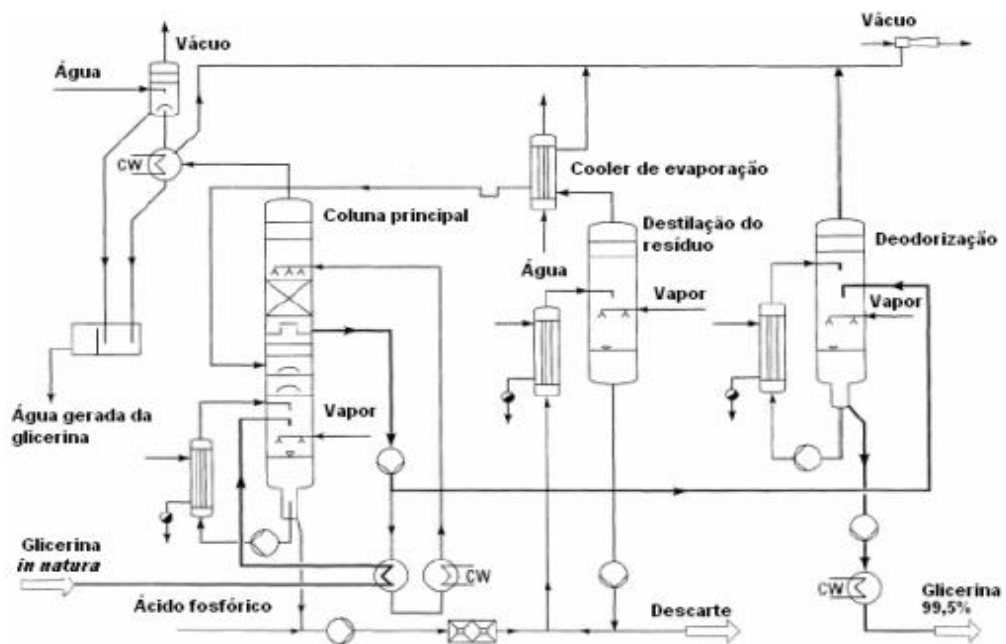 Vácuo
Vácuo
Água
CW
Cooler de evaporação
Coluna principal
Destilação do
resíduo
Deodorização
Água
Vapor
Vapor
Água gerada da
glicerina
Vapor
Glicerina
in natura
CW
CW
Ácido fosfórico
Descarte
Glicerina
99,5%